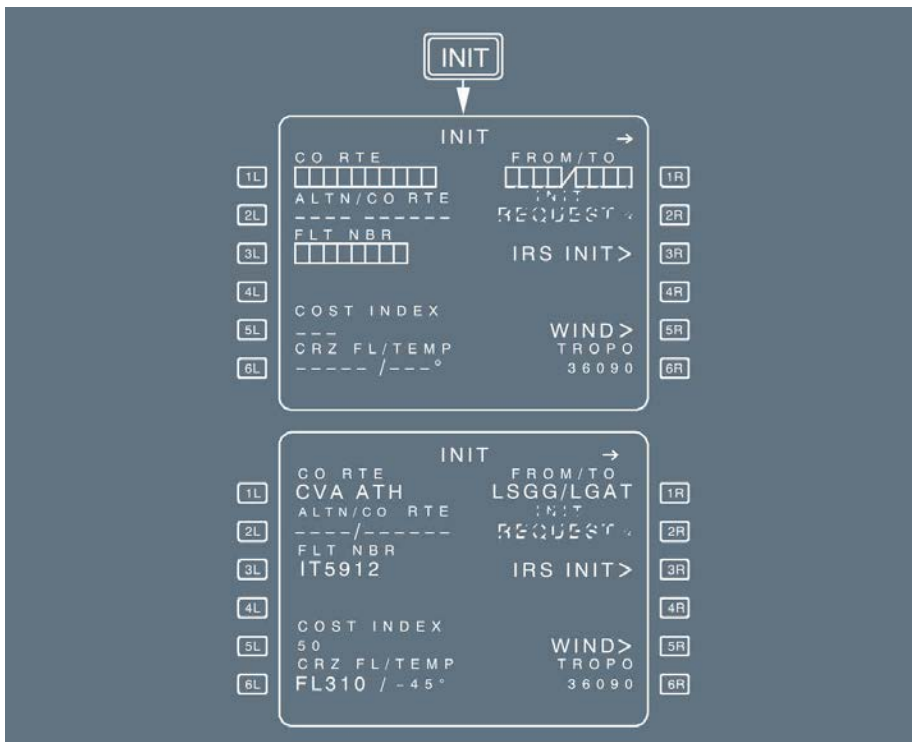 INIT
INIT →
CO RTE FROM/TO
1L 1R
ALTN/CO RTE INIT
2L ---- ------ REQUEST 2R
FLT NBR
3L IRS INIT> 3R
4L 4R
COST INDEX
5L --- WIND> 5R
CRZ FL/TEMP TROPO
6L ----- /---° 36090 6R
INIT →
CO RTE FROM/TO
1L CVA ATH LSGG/LGAT 1R
ALTN/CO RTE INIT
2L ----/------ REQUEST 2R
FLT NBR
3L IT5912 IRS INIT> 3R
4L 4R
COST INDEX
5L 50 WIND> 5R
CRZ FL/TEMP TROPO
6L FL310 / -45° 36090 6R